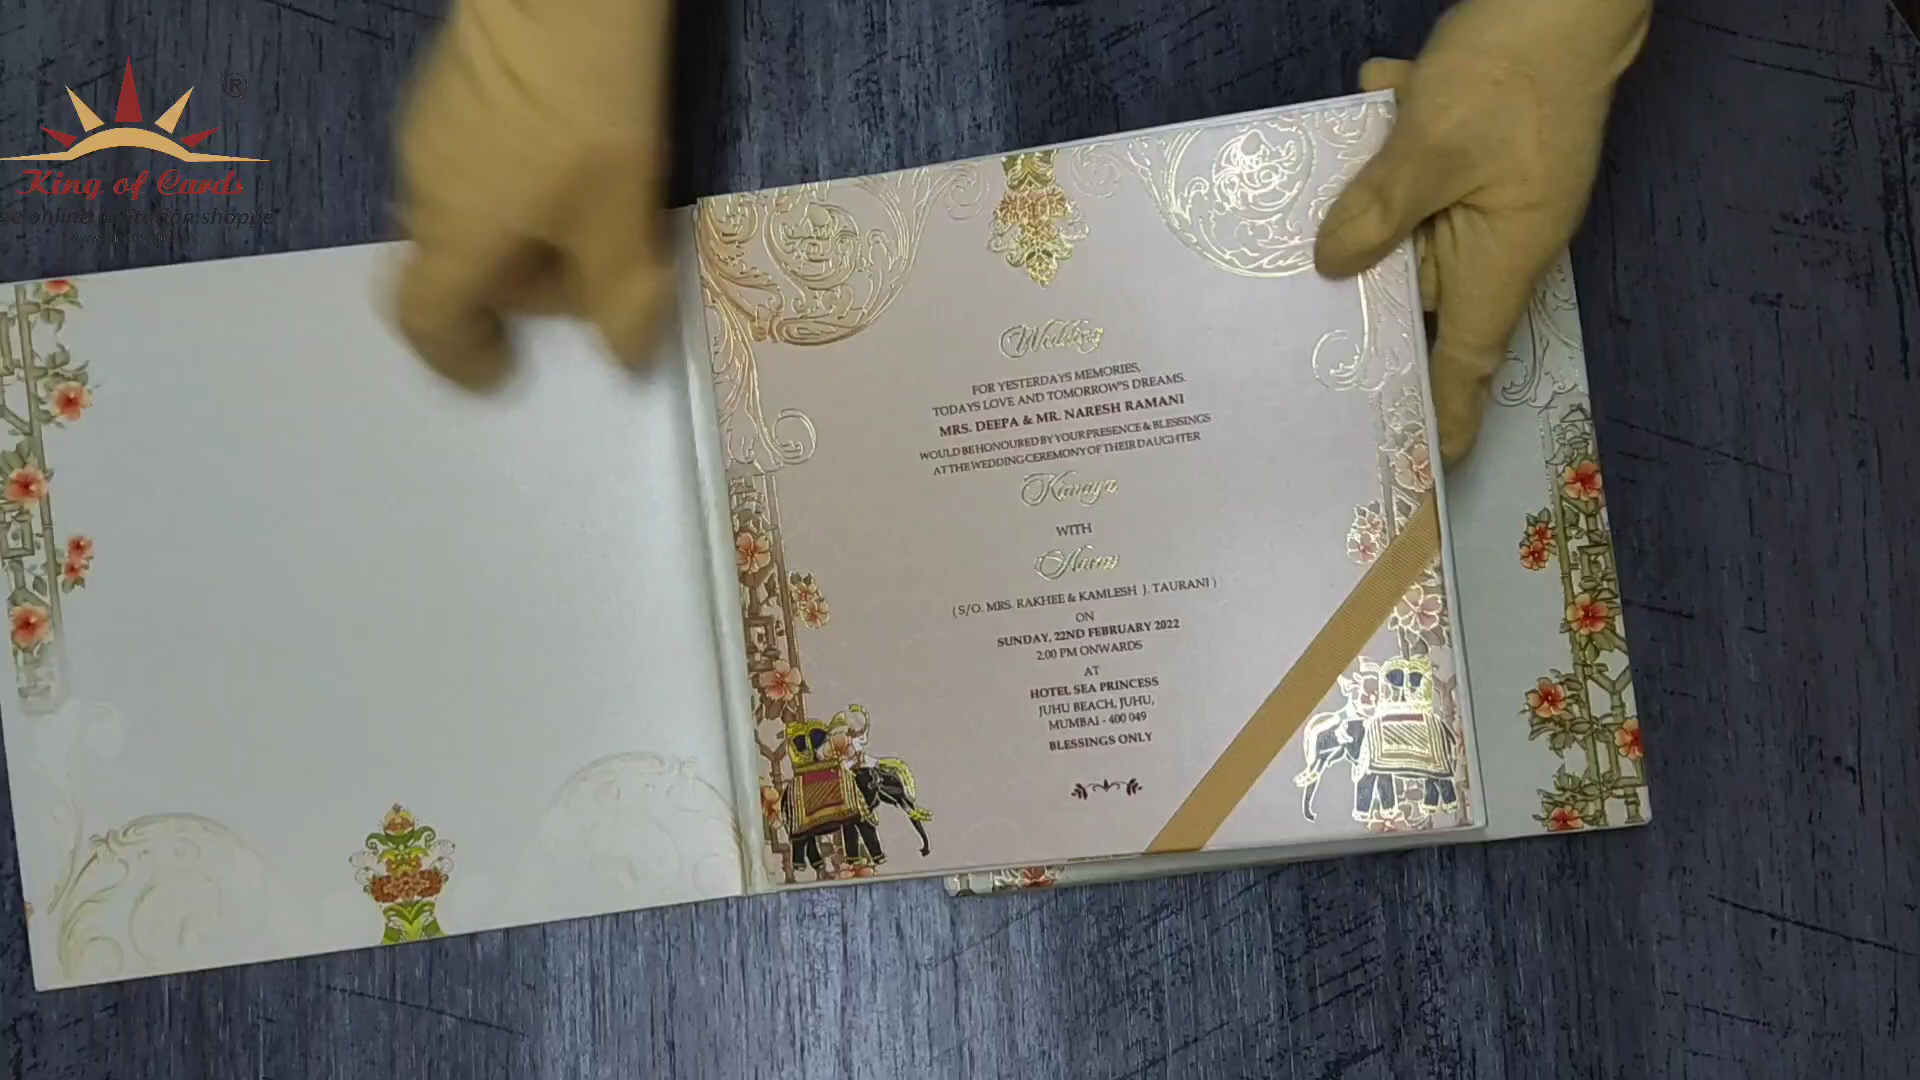 ®
King of Cards
Wedding
FOR YESTERDAYS MEMORIES,
TODAYS LOVE AND TOMORROW'S DREAMS.
MRS. DEEPA & MR. NARESH RAMANI
WOULD BE HONOURED BY YOUR PRESENCE & BLESSINGS
AT THE WEDDING CEREMONY OF THEIR DAUGHTER
WITH
( S/O. MRS. RAKHEE & KAMLESH J. TAURANI )
ON
SUNDAY, 22ND FEBRUARY 2022
2:00 PM ONWARDS
AT
HOTEL SEA PRINCESS
JUHU BEACH, JUHU,
MUMBAI - 400 049
BLESSINGS ONLY